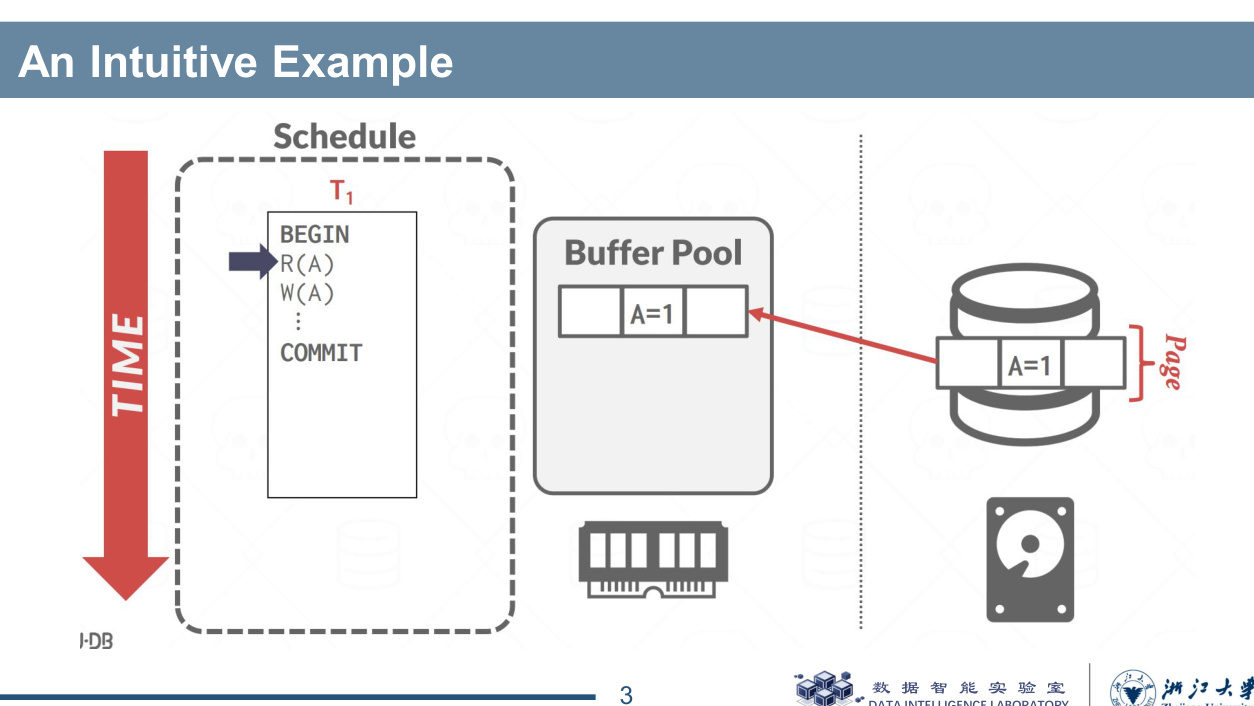 An Intuitive Example
Schedule
TIME
T1
BEGIN
R(A)
W(A)
⋮
COMMIT
Buffer Pool
A=1
A=1
Page
-DB
3
数据智能实验室
DATA INTELLIGENCE LABORATORY
浙江大学
Zhejiang University